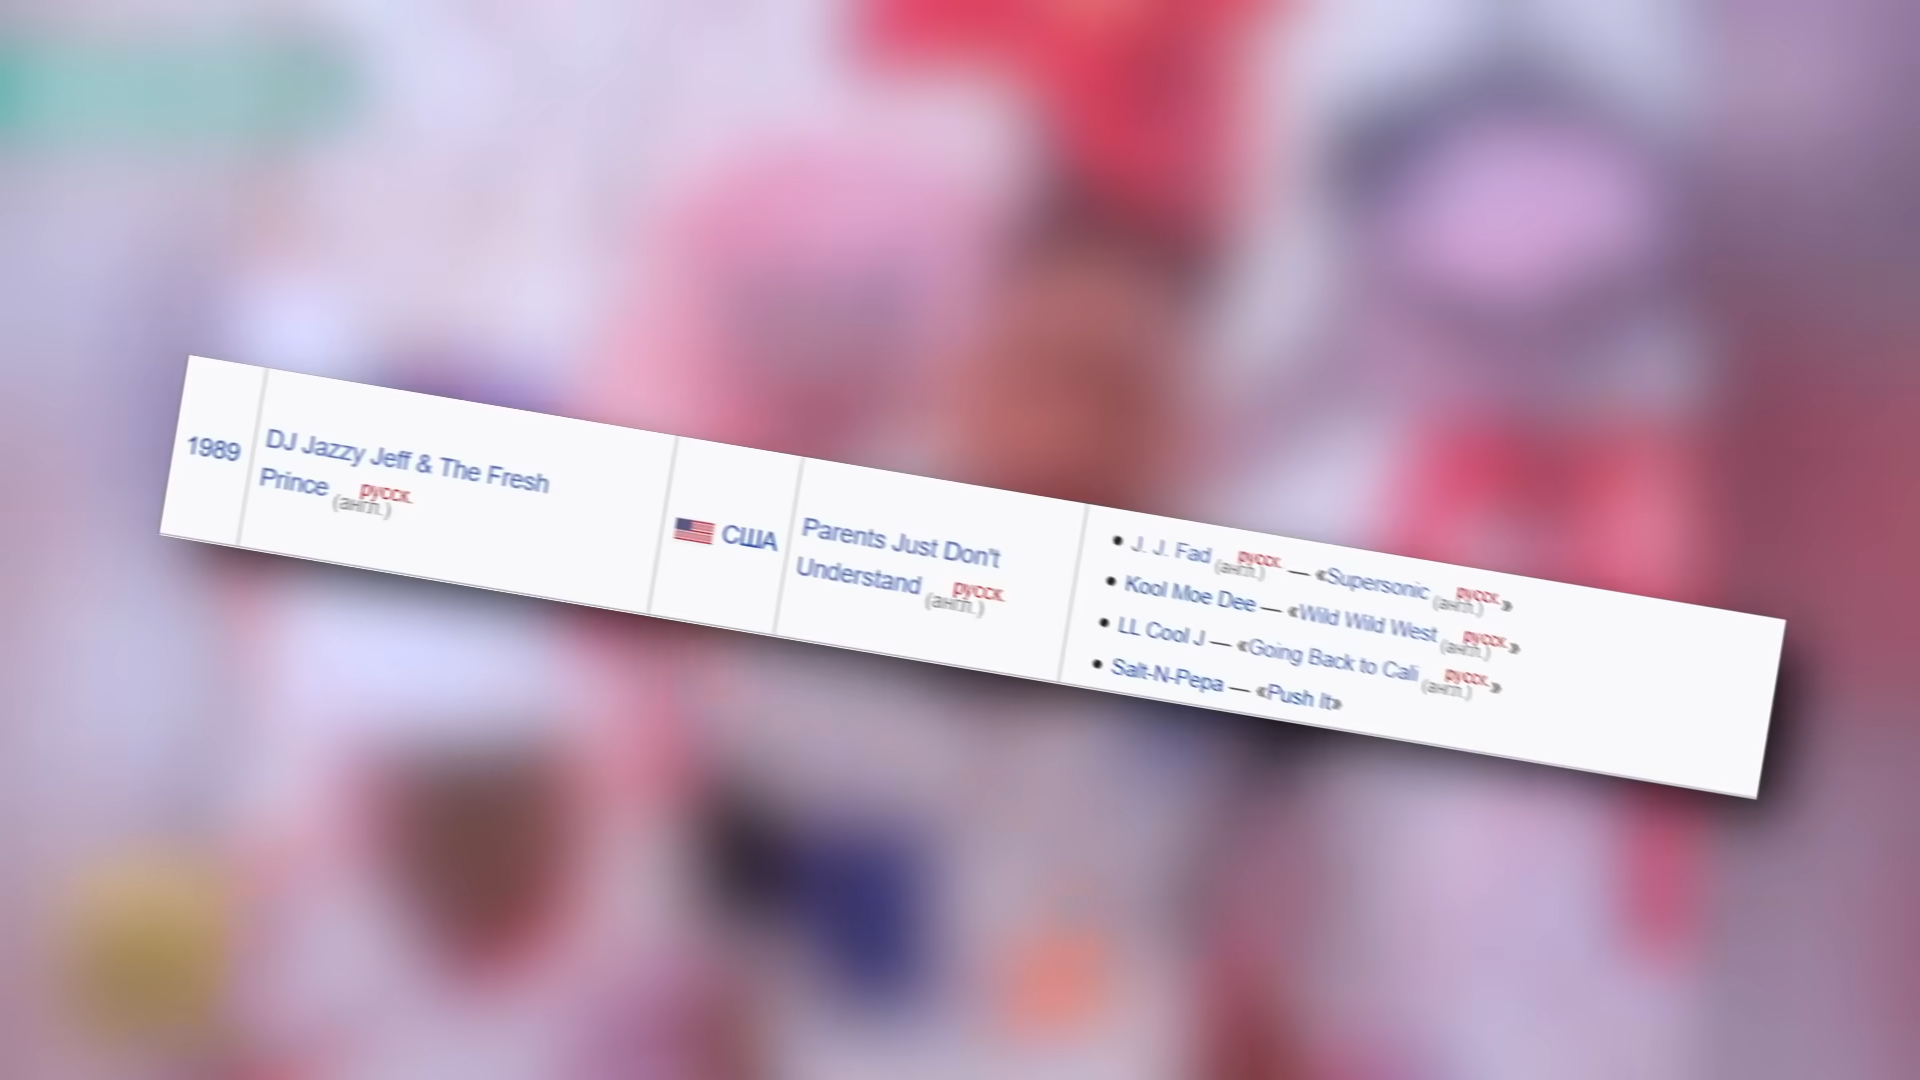 1989
DJ Jazzy Jeff & The Fresh
Prince (англ.) русск.
США
Parents Just Don't
Understand (англ.) русск.
• J. J. Fad (англ.) русск. — «Supersonic (англ.) русск.»
• Kool Moe Dee — «Wild Wild West (англ.) русск.»
• LL Cool J — «Going Back to Cali (англ.) русск.»
• Salt-N-Pepa — «Push It»